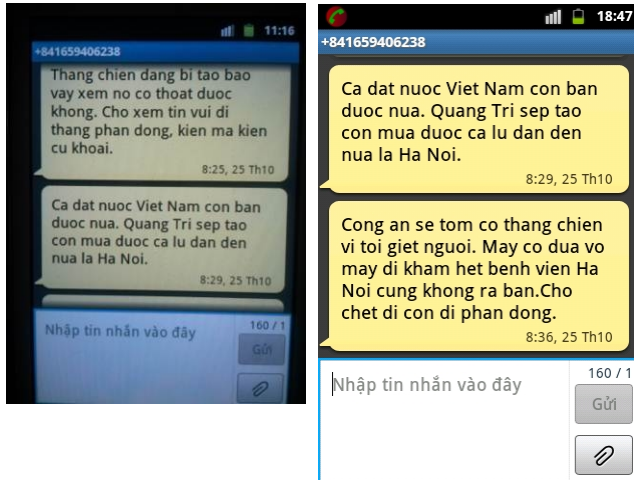 11:16
+841659406238
Thang chien dang bi tao bao
vay xem no co thoat duoc
khong. Cho xem tin vui di
thang phan dong, kien ma kien
cu khoai.
8:25, 25 Th10
Ca dat nuoc Viet Nam con ban
duoc nua. Quang Tri sep tao
con mua duoc ca lu dan den
nua la Ha Noi.
8:29, 25 Th10
Nhập tin nhắn vào đây
160 / 1
Gửi
18:47
+841659406238
Ca dat nuoc Viet Nam con ban
duoc nua. Quang Tri sep tao
con mua duoc ca lu dan den
nua la Ha Noi.
8:29, 25 Th10
Cong an se tom co thang chien
vi toi giet nguoi. May co dua vo
may di kham het benh vien Ha
Noi cung khong ra ban.Cho
chet di con di phan dong.
8:36, 25 Th10
Nhập tin nhắn vào đây
160 / 1
Gửi